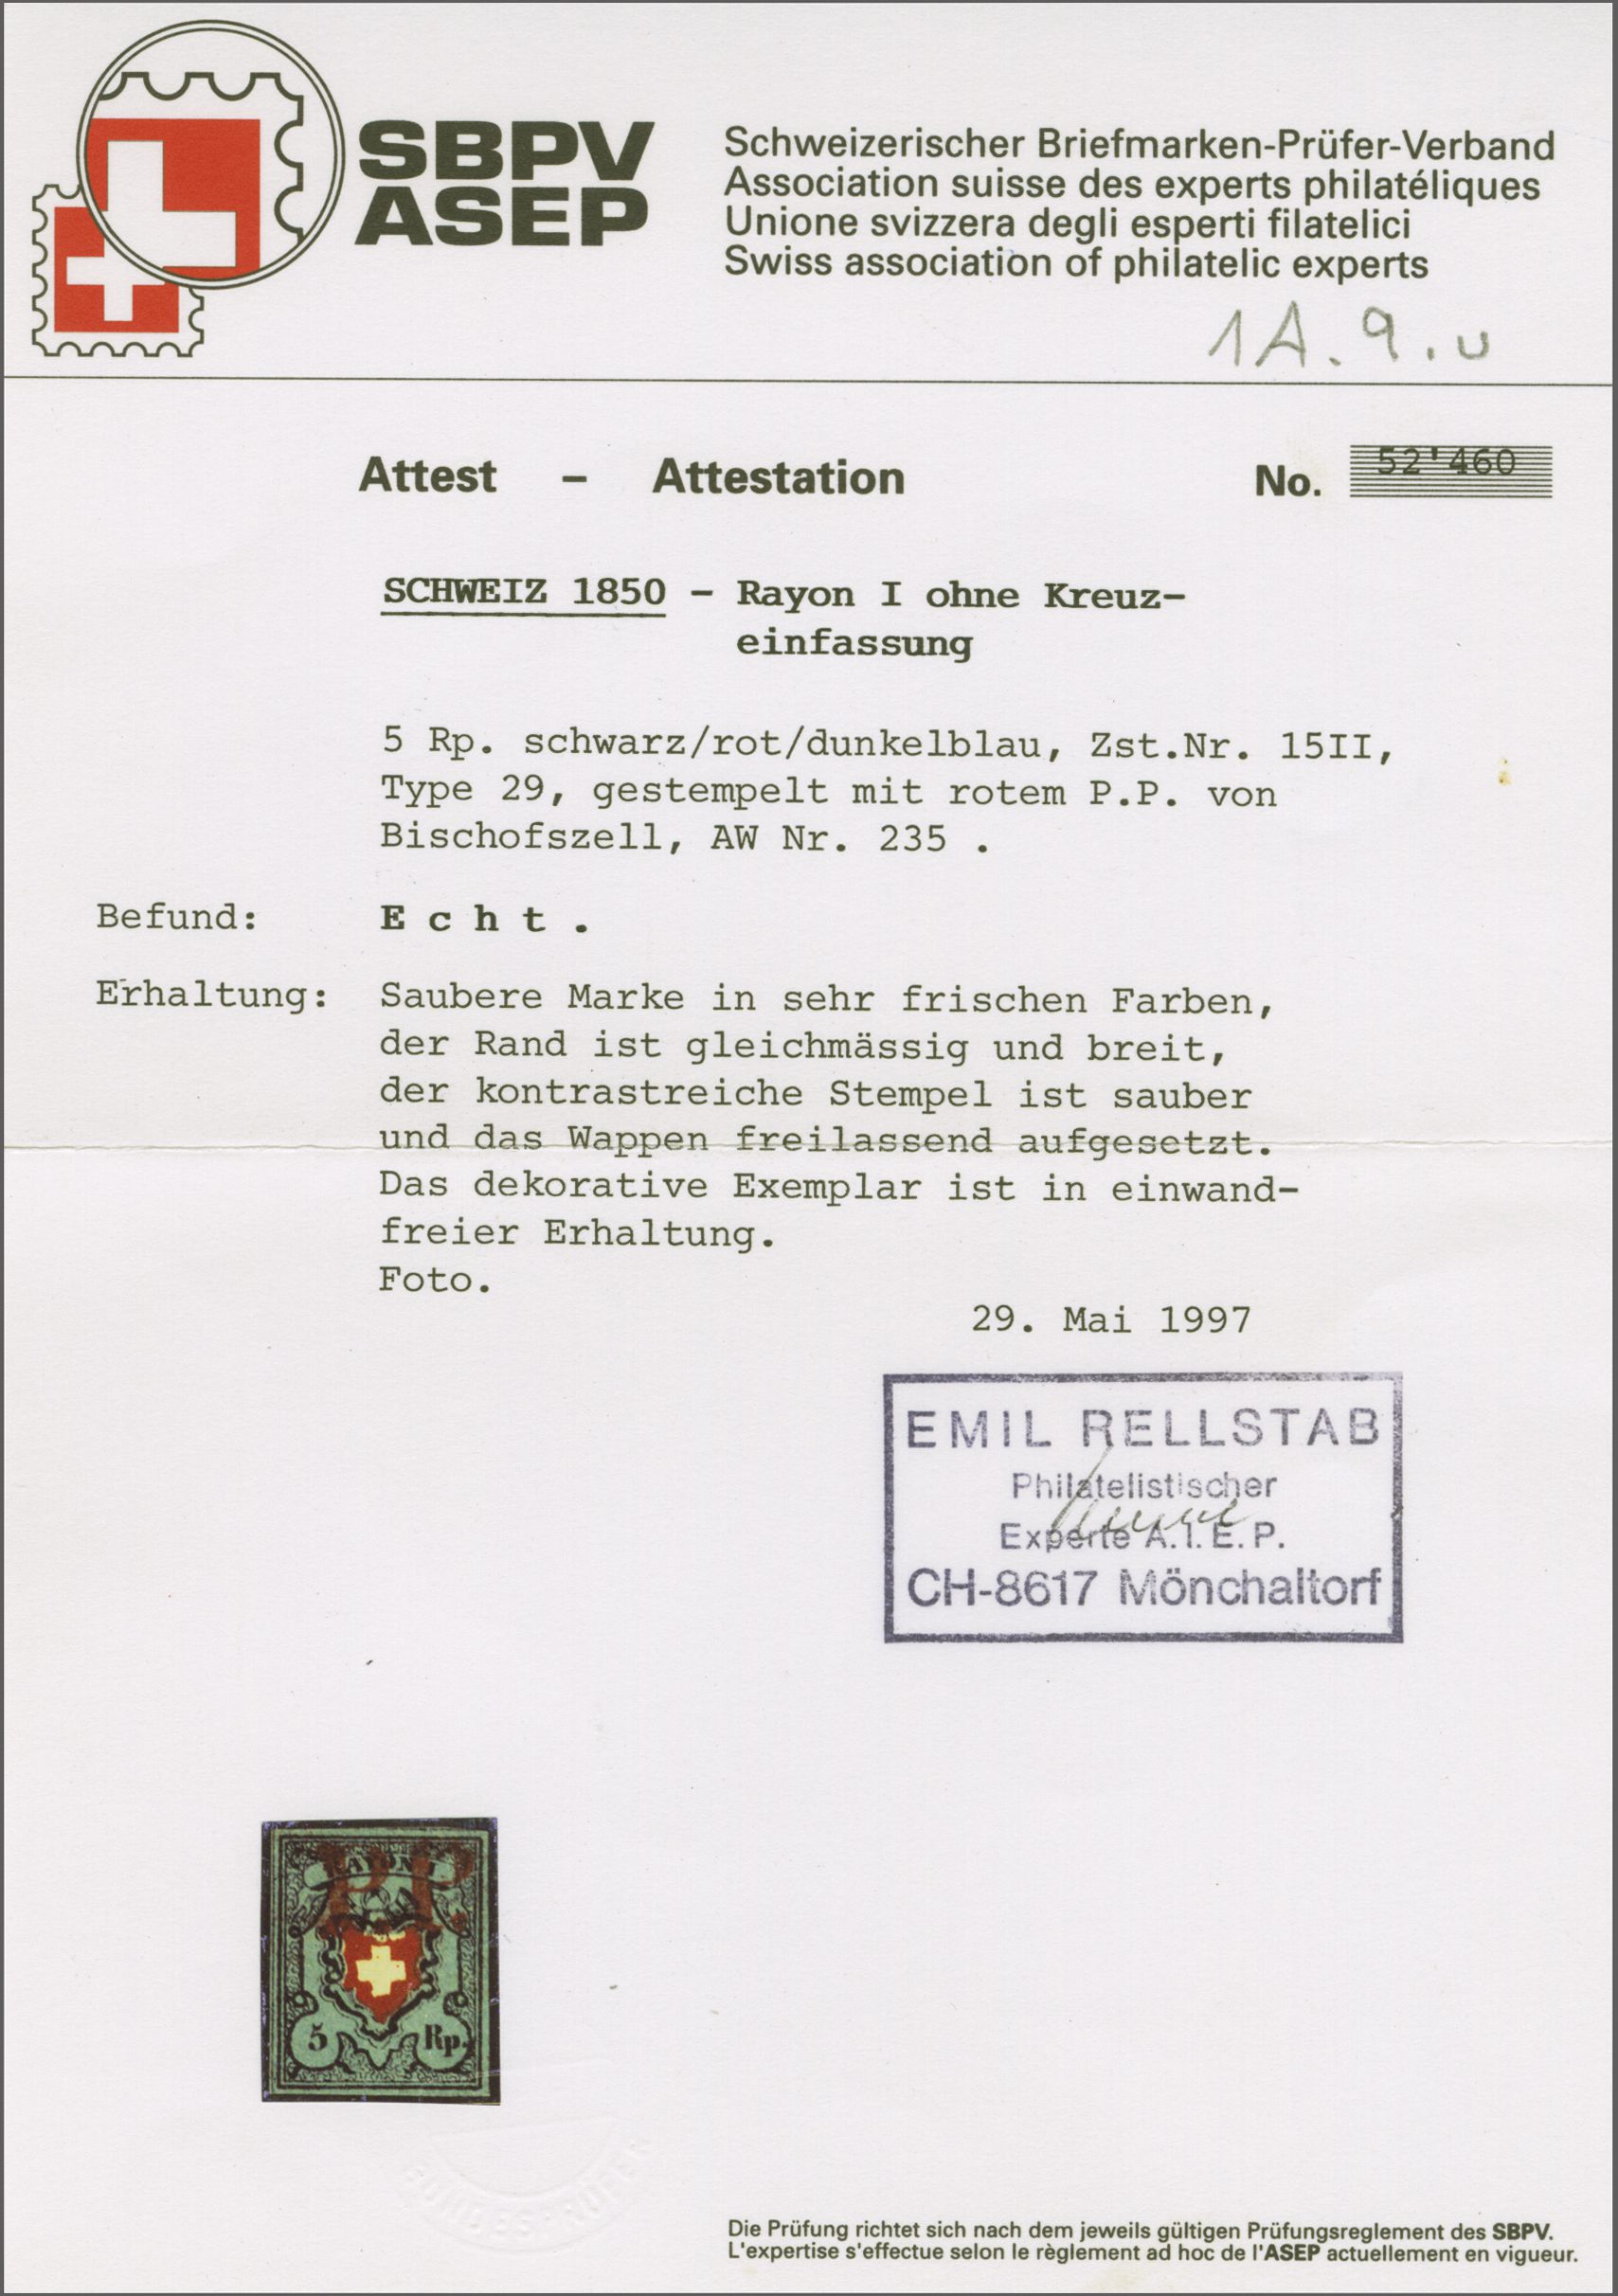 SBPV
ASEP
Schweizerischer Briefmarken-Prüfer-Verband
Association suisse des experts philatéliques
Unione svizzera degli esperti filatelici
Swiss association of philatelic experts
1A. 9. u
Attest – Attestation No. 52'460
SCHWEIZ 1850 - Rayon I ohne Kreuz-
einfassung
5 Rp. schwarz/rot/dunkelblau, Zst.Nr. 15II,
Type 29, gestempelt mit rotem P.P. von
Bischofszell, AW Nr. 235 .
Befund: E c h t .
Erhaltung: Saubere Marke in sehr frischen Farben,
der Rand ist gleichmässig und breit,
der kontrastreiche Stempel ist sauber
und das Wappen freilassend aufgesetzt.
Das dekorative Exemplar ist in einwand-
freier Erhaltung.
Foto.
29. Mai 1997
EMIL RELLSTAB
Philatelistischer
Experte A.I.E.P.
CH-8617 Mönchaltorf
RAYON I
P.P.
5 Rp.
BUNDESPRÜFER
Die Prüfung richtet sich nach dem jeweils gültigen Prüfungsreglement des SBPV.
L'expertise s'effectue selon le règlement ad hoc de l'ASEP actuellement en vigueur.